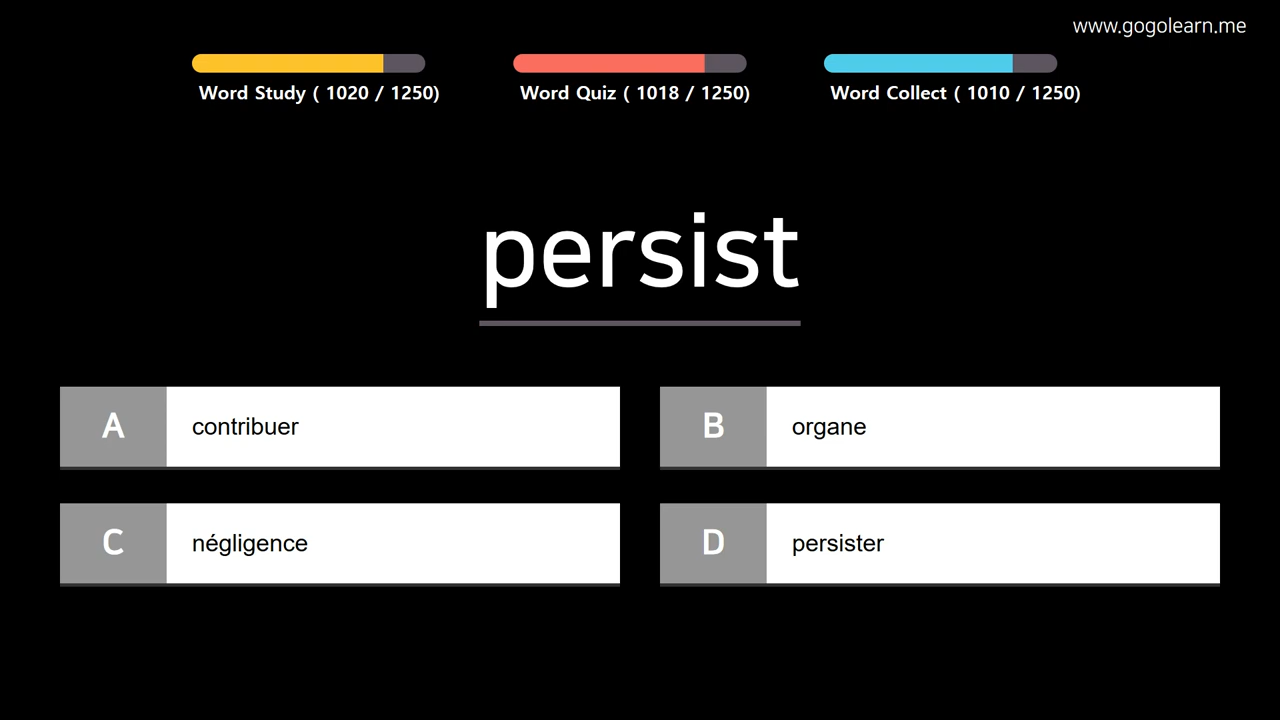 www.gogolearn.me
Word Study ( 1020 / 1250)
Word Quiz ( 1018 / 1250)
Word Collect ( 1010 / 1250)
persist
A contribuer
B organe
C négligence
D persister